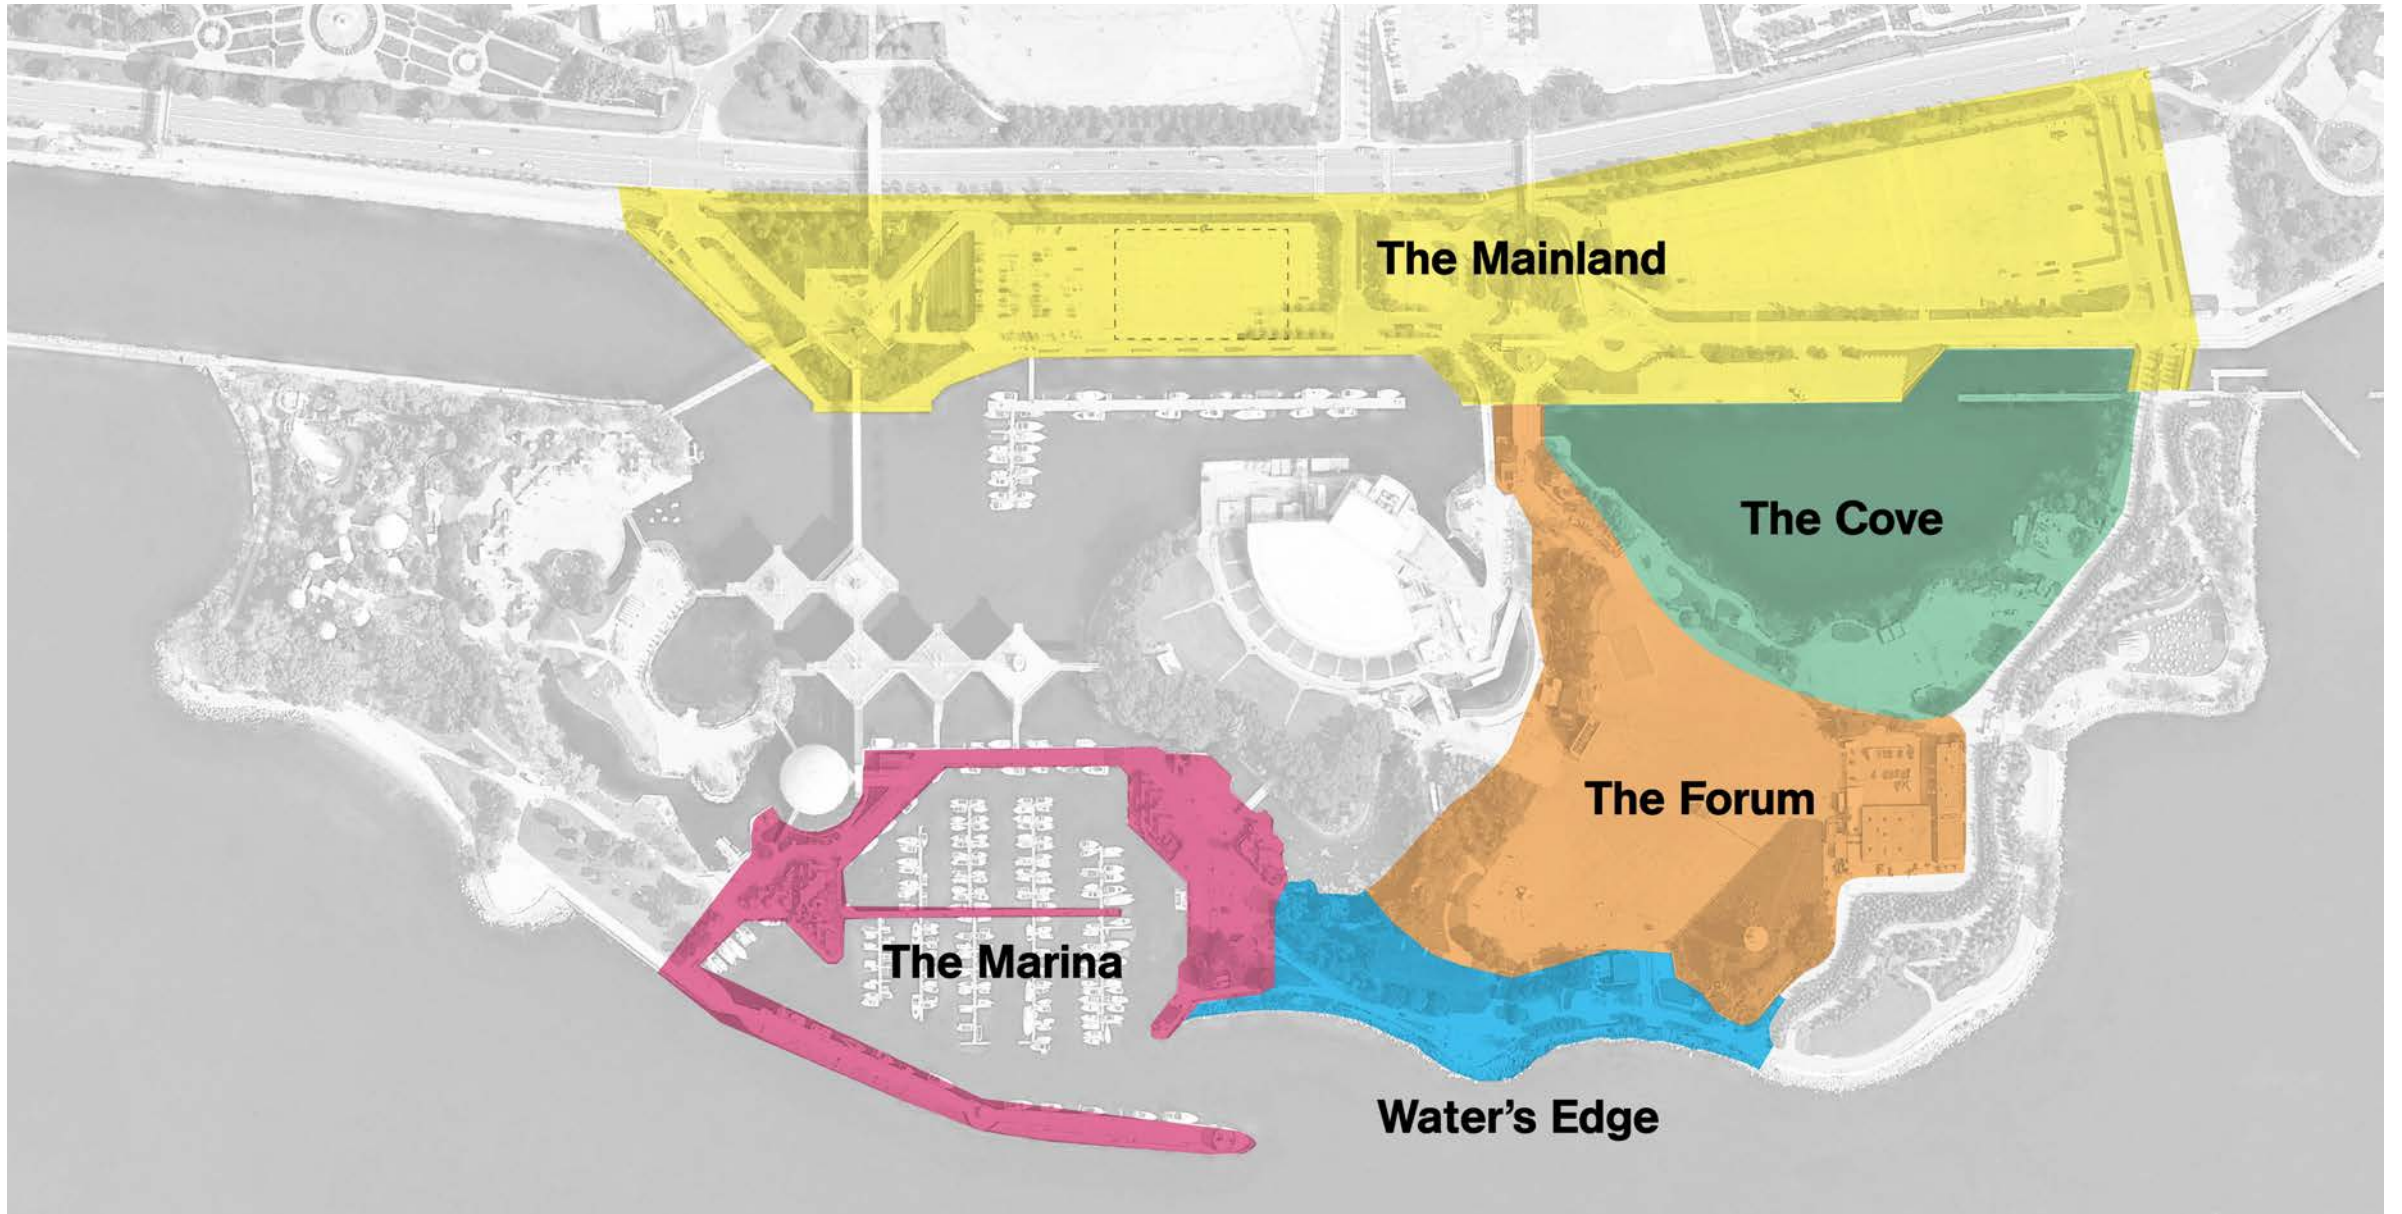 The Mainland
The Cove
The Forum
The Marina
Water’s Edge